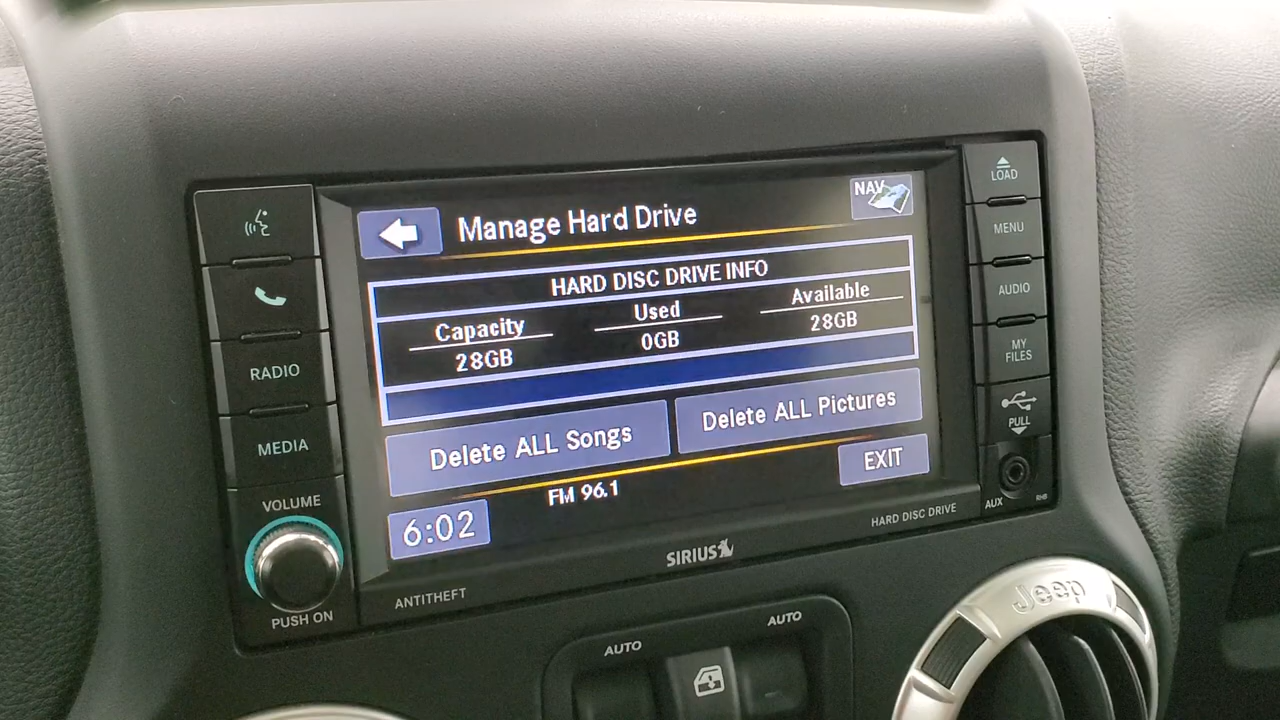 NAV
Manage Hard Drive
HARD DISC DRIVE INFO
Capacity Used Available
28GB 0GB 28GB
Delete ALL Songs Delete ALL Pictures
FM 96.1 EXIT
6:02
RADIO
MEDIA
VOLUME
PUSH ON
LOAD
MENU
AUDIO
MY
FILES
PULL
AUX RHB
ANTITHEFT SIRIUS HARD DISC DRIVE
AUTO AUTO
Jeep